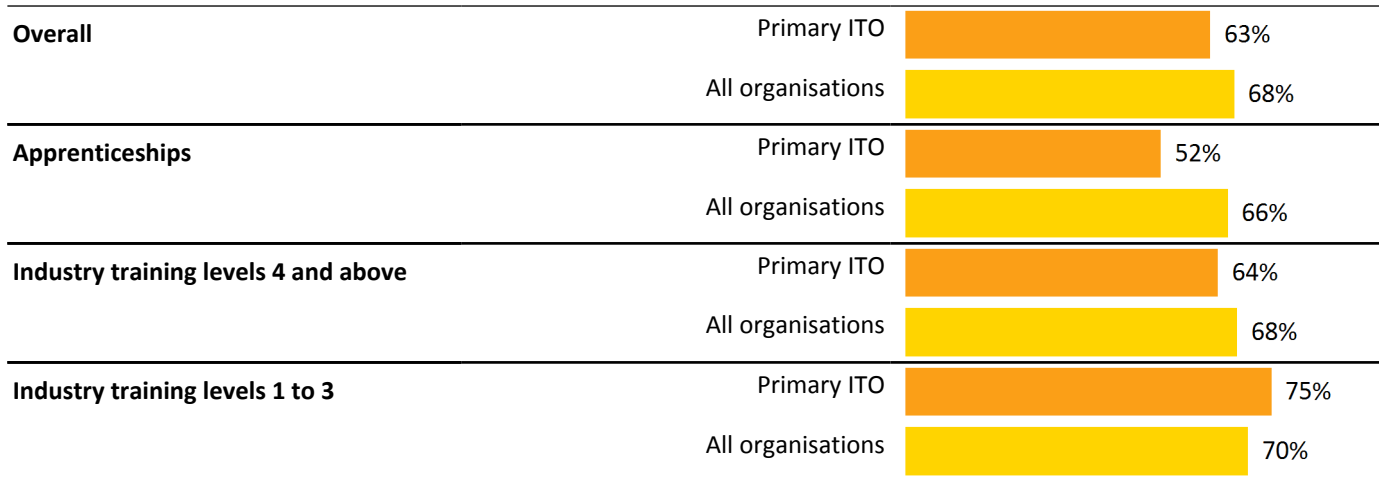 Overall Primary ITO 63%
All organisations 68%
Apprenticeships Primary ITO 52%
All organisations 66%
Industry training levels 4 and above Primary ITO 64%
All organisations 68%
Industry training levels 1 to 3 Primary ITO 75%
All organisations 70%